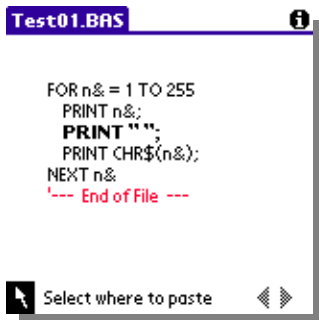 Test01.BAS
FOR n& = 1 TO 255
PRINT n&;
PRINT " ";
PRINT CHR$(n&);
NEXT n&
'--- End of File ---
Select where to paste